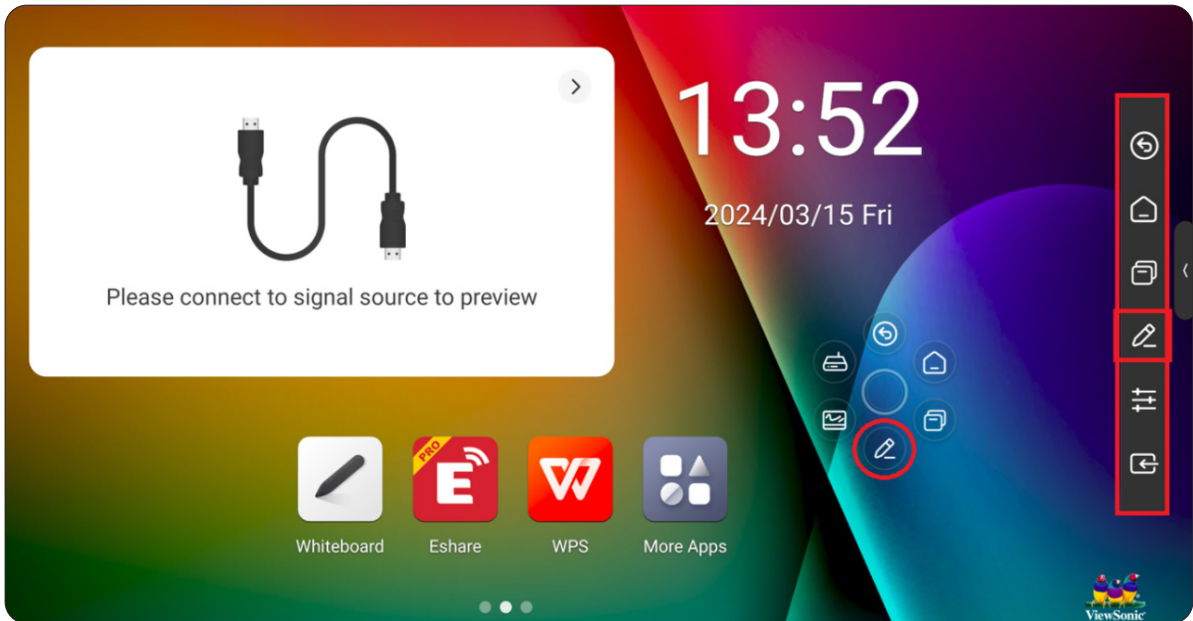 13:52
2024/03/15 Fri
Please connect to signal source to preview
PRO
E
W
Whiteboard
Eshare
WPS
More Apps
ViewSonic